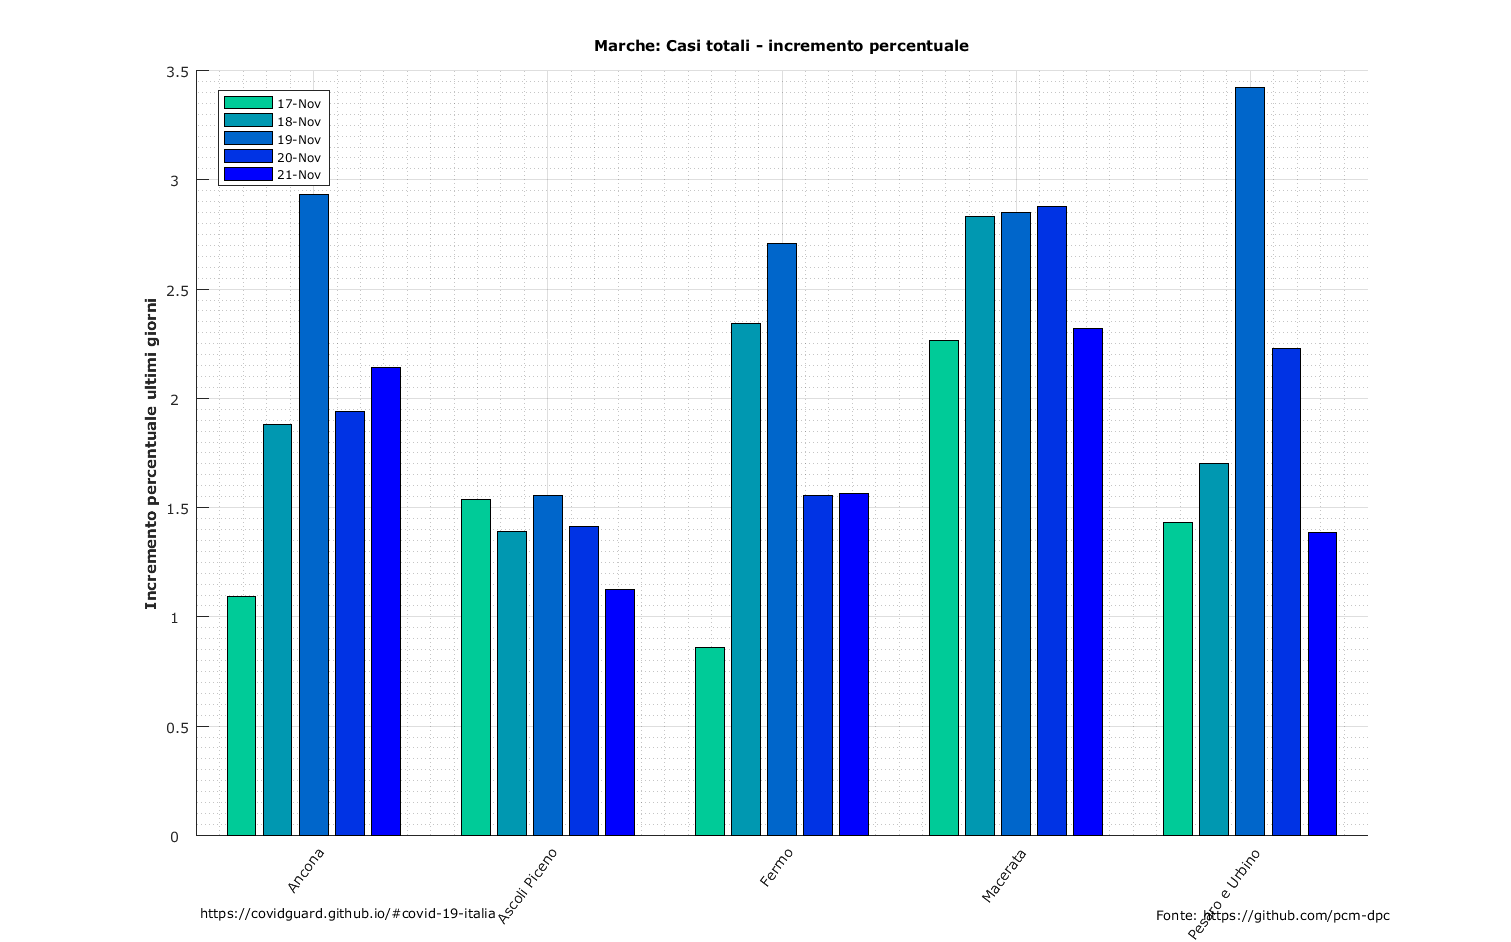 Marche: Casi totali - incremento percentuale
3.5
3
2.5
2
1.5
1
0.5
0
Incremento percentuale ultimi giorni
17-Nov
18-Nov
19-Nov
20-Nov
21-Nov
Ancona
Ascoli Piceno
Fermo
Macerata
Pesaro e Urbino
https://covidguard.github.io/#covid-19-italia
Fonte: https://github.com/pcm-dpc